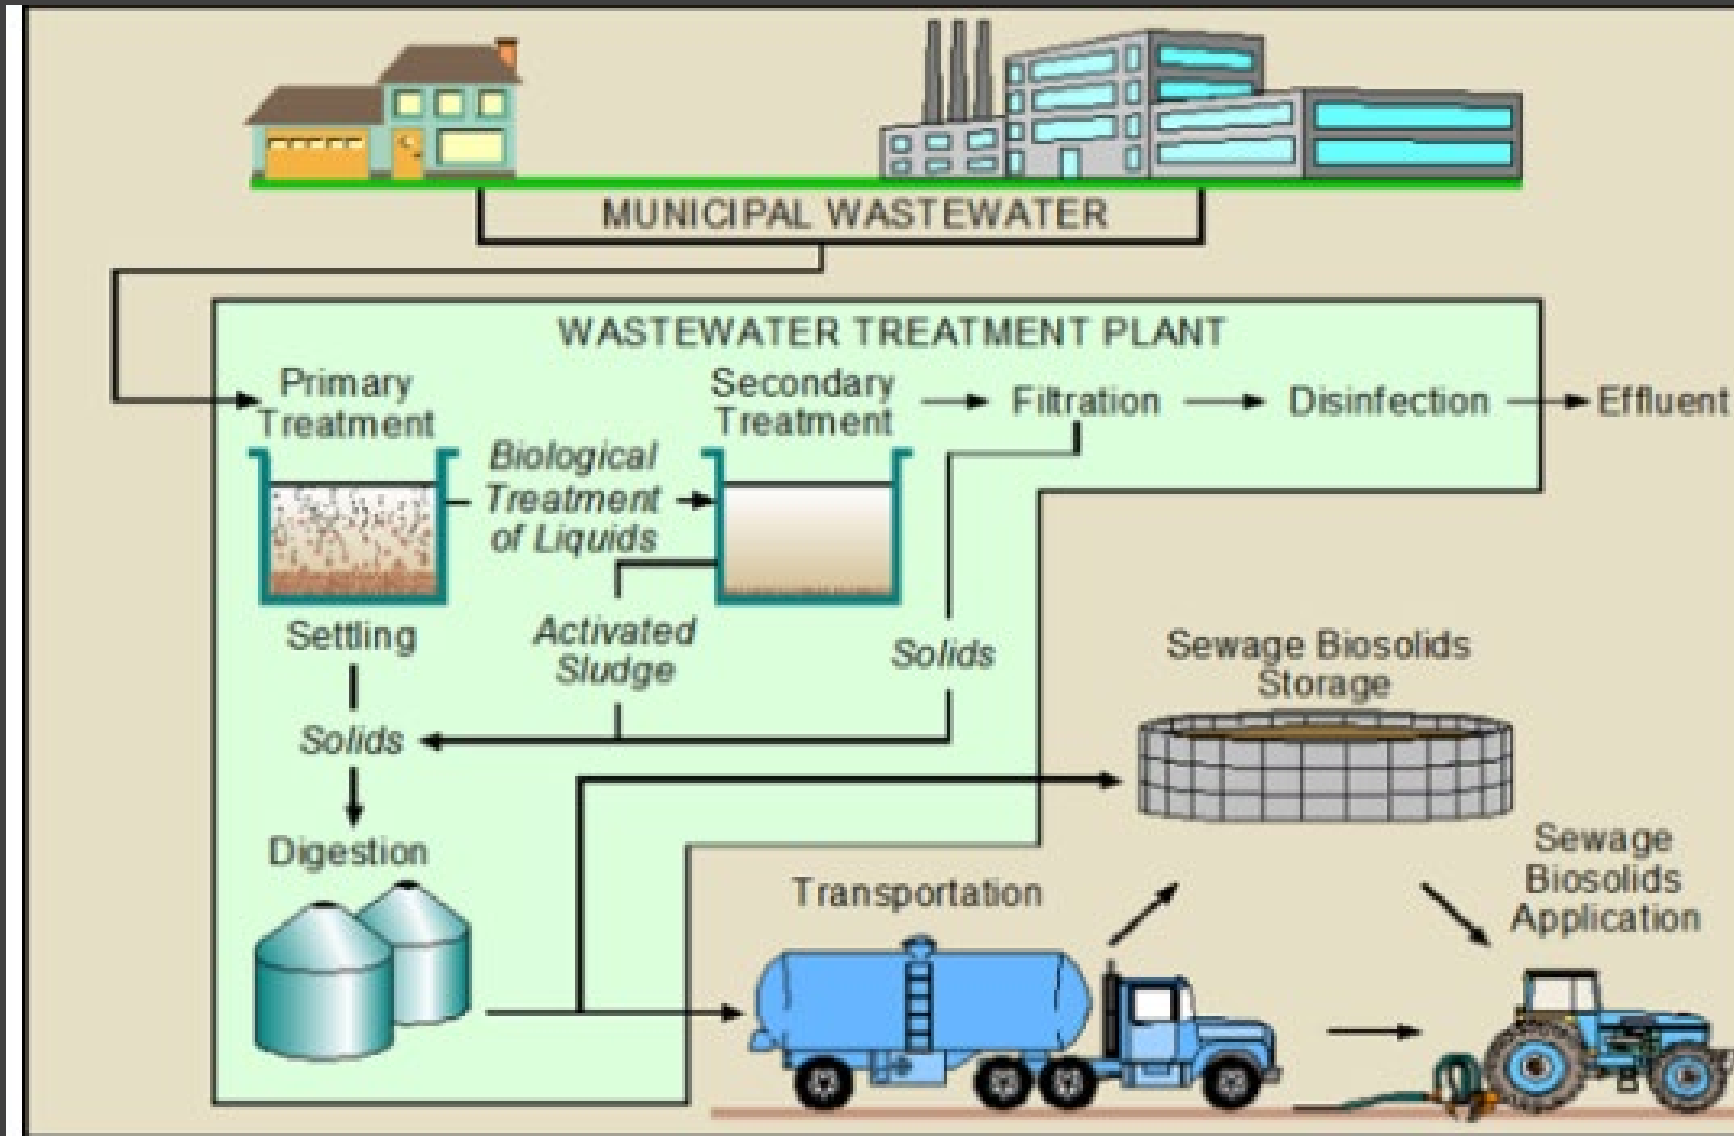 MUNICIPAL WASTEWATER
WASTEWATER TREATMENT PLANT
Primary
Treatment
Secondary
Treatment
Filtration
Disinfection
Effluent
Biological
Treatment
of Liquids
Settling
Activated
Sludge
Solids
Solids
Digestion
Sewage Biosolids
Storage
Transportation
Sewage
Biosolids
Application